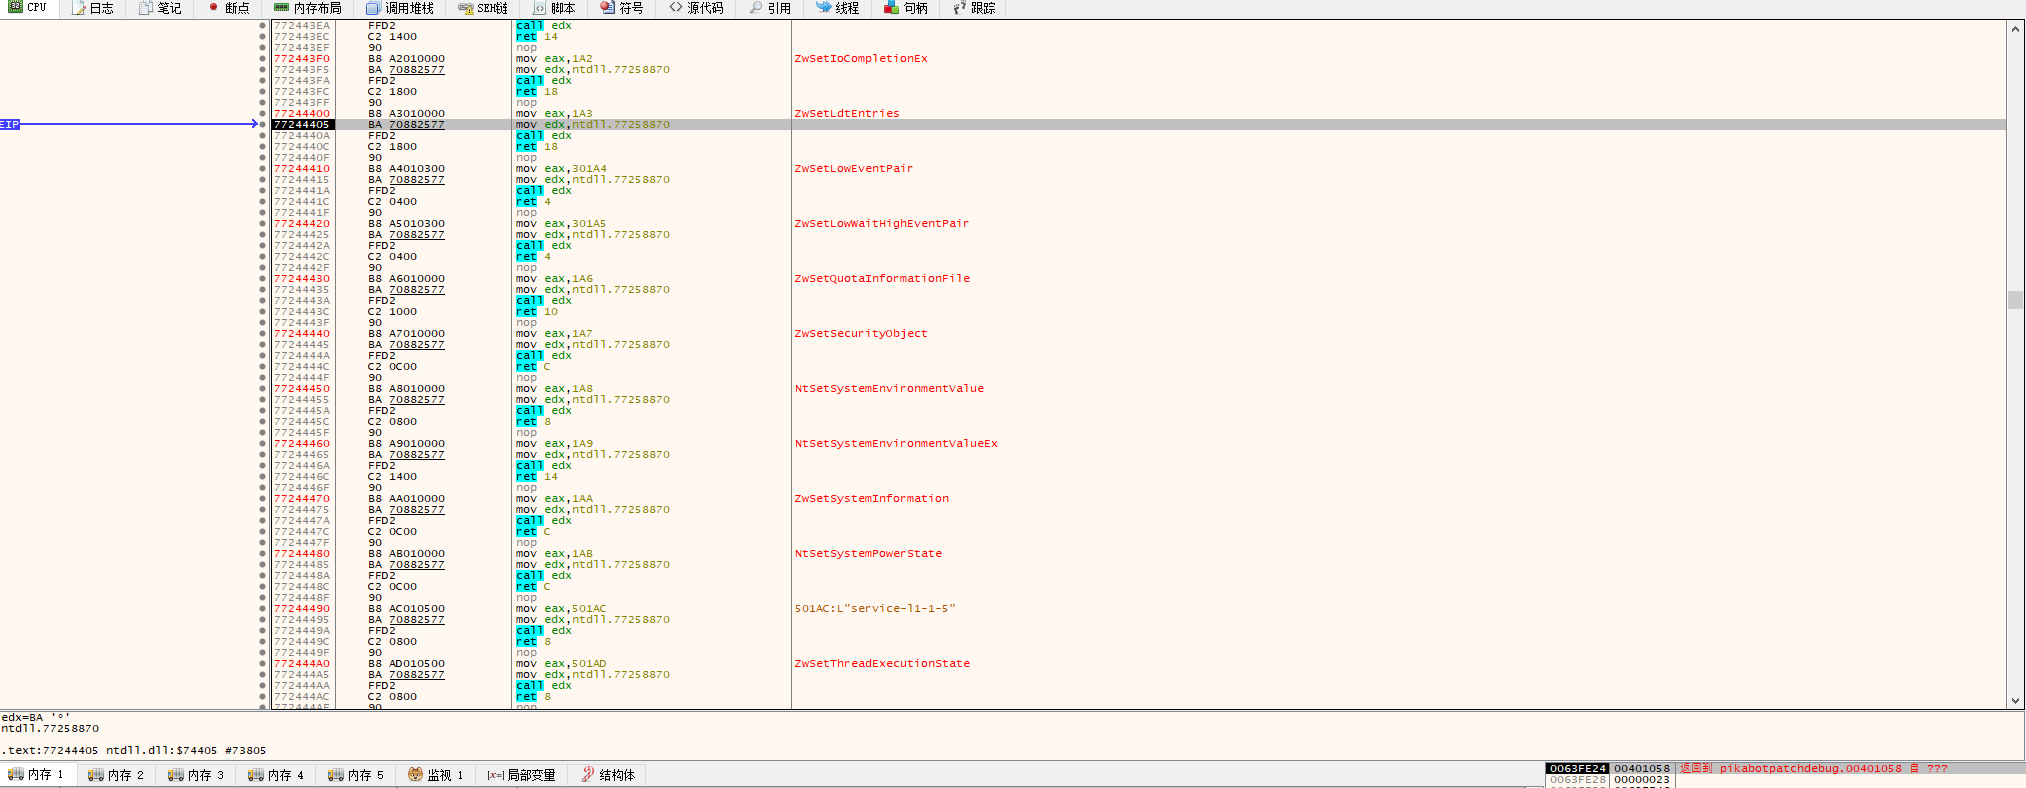 CPU 日志 笔记 断点 内存布局 调用堆栈 SEH链 脚本 符号 源代码 引用 线程 句柄 跟踪
772443EA FFD2 call edx
772443EC C2 1400 ret 14
772443EF 90 nop
772443F0 B8 A2010000 mov eax,1A2 ZwSetIoCompletionEx
772443F5 BA 70882577 mov edx,ntdll.77258870
772443FA FFD2 call edx
772443FC C2 1800 ret 18
772443FF 90 nop
77244400 B8 A3010000 mov eax,1A3 ZwSetLdtEntries
EIP 77244405 BA 70882577 mov edx,ntdll.77258870
7724440A FFD2 call edx
7724440C C2 1800 ret 18
7724440F 90 nop
77244410 B8 A4010300 mov eax,301A4 ZwSetLowEventPair
77244415 BA 70882577 mov edx,ntdll.77258870
7724441A FFD2 call edx
7724441C C2 0400 ret 4
7724441F 90 nop
77244420 B8 A5010300 mov eax,301A5 ZwSetLowWaitHighEventPair
77244425 BA 70882577 mov edx,ntdll.77258870
7724442A FFD2 call edx
7724442C C2 0400 ret 4
7724442F 90 nop
77244430 B8 A6010000 mov eax,1A6 ZwSetQuotaInformationFile
77244435 BA 70882577 mov edx,ntdll.77258870
7724443A FFD2 call edx
7724443C C2 1000 ret 10
7724443F 90 nop
77244440 B8 A7010000 mov eax,1A7 ZwSetSecurityObject
77244445 BA 70882577 mov edx,ntdll.77258870
7724444A FFD2 call edx
7724444C C2 0C00 ret C
7724444F 90 nop
77244450 B8 A8010000 mov eax,1A8 NtSetSystemEnvironmentValue
77244455 BA 70882577 mov edx,ntdll.77258870
7724445A FFD2 call edx
7724445C C2 0800 ret 8
7724445F 90 nop
77244460 B8 A9010000 mov eax,1A9 NtSetSystemEnvironmentValueEx
77244465 BA 70882577 mov edx,ntdll.77258870
7724446A FFD2 call edx
7724446C C2 1400 ret 14
7724446F 90 nop
77244470 B8 AA010000 mov eax,1AA ZwSetSystemInformation
77244475 BA 70882577 mov edx,ntdll.77258870
7724447A FFD2 call edx
7724447C C2 0C00 ret C
7724447F 90 nop
77244480 B8 AB010000 mov eax,1AB NtSetSystemPowerState
77244485 BA 70882577 mov edx,ntdll.77258870
7724448A FFD2 call edx
7724448C C2 0C00 ret C
7724448F 90 nop
77244490 B8 AC010500 mov eax,501AC 501AC:L"service-l1-1-5"
77244495 BA 70882577 mov edx,ntdll.77258870
7724449A FFD2 call edx
7724449C C2 0800 ret 8
7724449F 90 nop
772444A0 B8 AD010500 mov eax,501AD ZwSetThreadExecutionState
772444A5 BA 70882577 mov edx,ntdll.77258870
772444AA FFD2 call edx
772444AC C2 0800 ret 8
772444AF 90 nop
edx=BA '°'
ntdll.77258870
.text:77244405 ntdll.dll:$74405 #73805
内存 1 内存 2 内存 3 内存 4 内存 5 监视 1 [x=] 局部变量 结构体
0063FE24 00401058 返回到 pikabotpatchdebug.00401058 自 ???
0063FE28 00000023